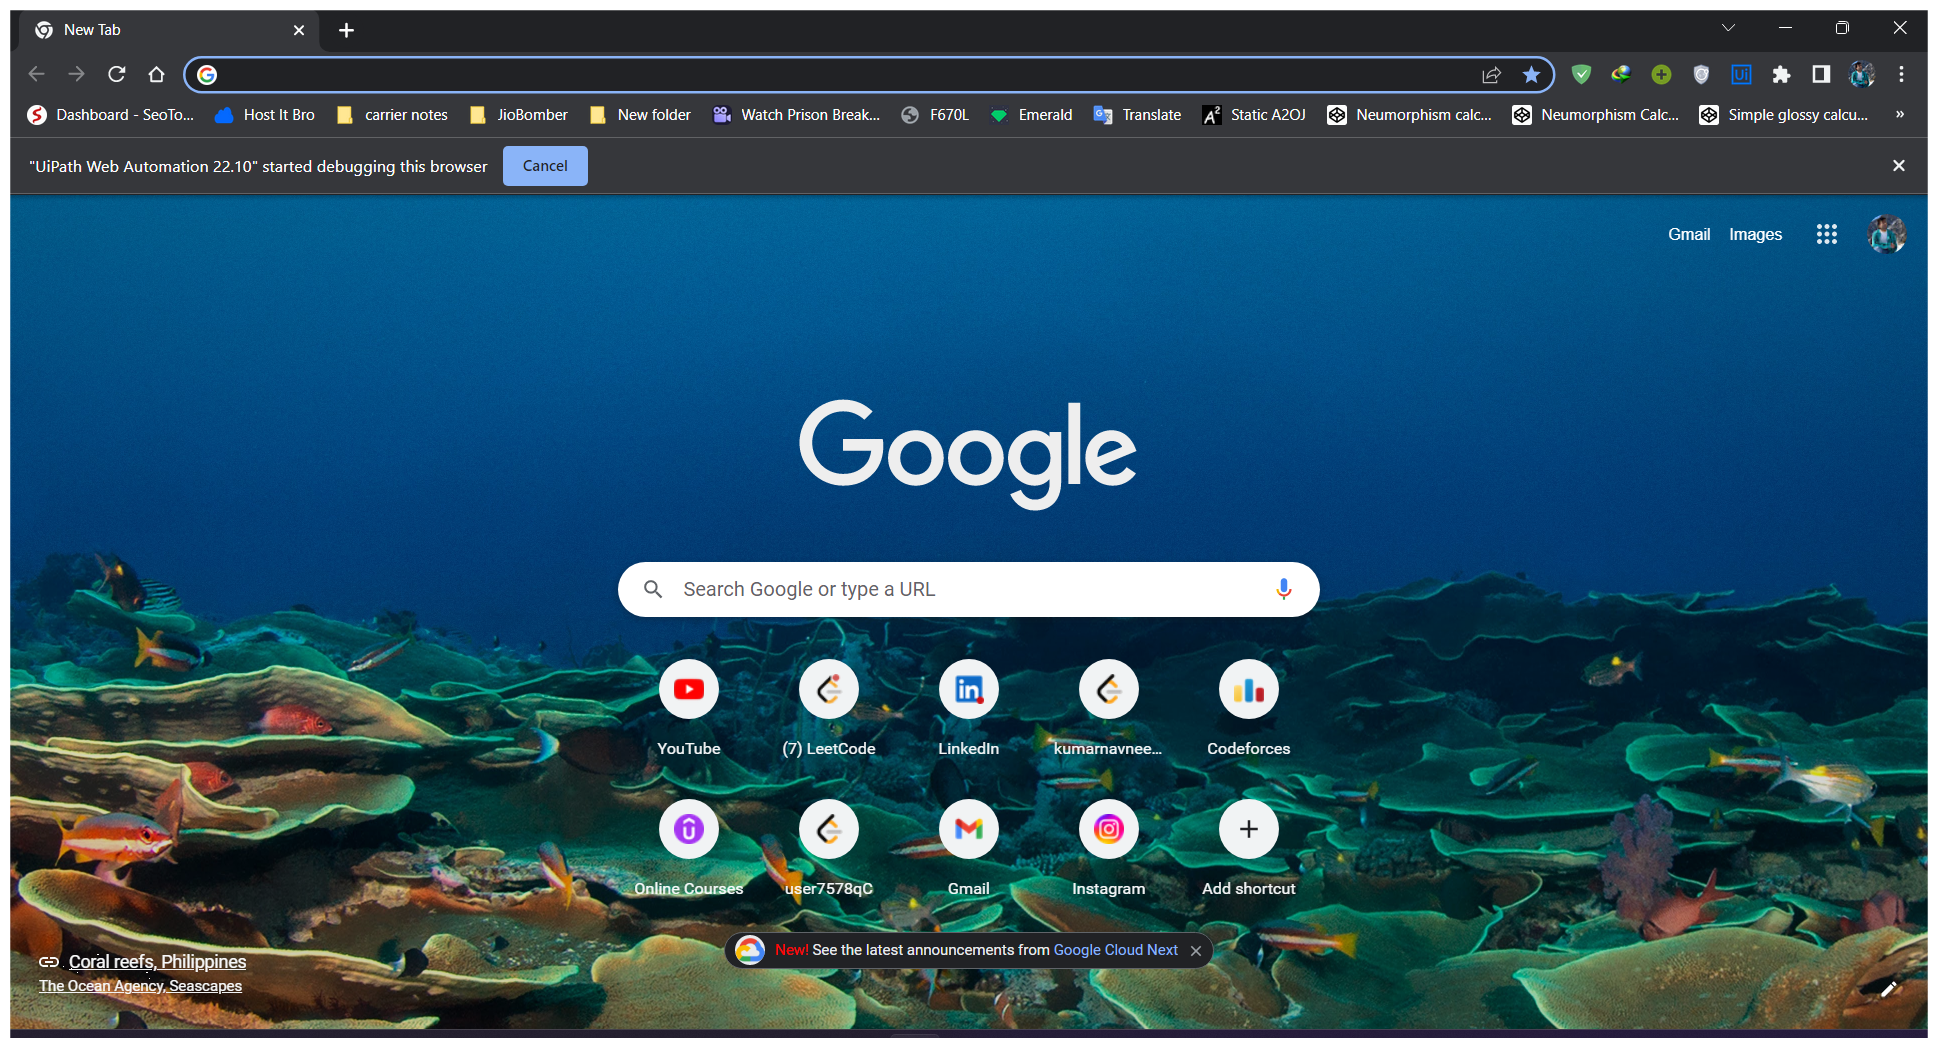 New Tab
Dashboard - SeoTo... Host It Bro carrier notes JioBomber New folder Watch Prison Break... F670L Emerald Translate Static A2OJ Neumorphism calc... Neumorphism Calc... Simple glossy calcu... »
"UiPath Web Automation 22.10" started debugging this browser Cancel
Gmail Images
Google
Search Google or type a URL
YouTube (7) LeetCode LinkedIn kumarnavnee... Codeforces
Online Courses user7578qC Gmail Instagram Add shortcut
New! See the latest announcements from Google Cloud Next
Coral reefs, Philippines
The Ocean Agency, Seascapes